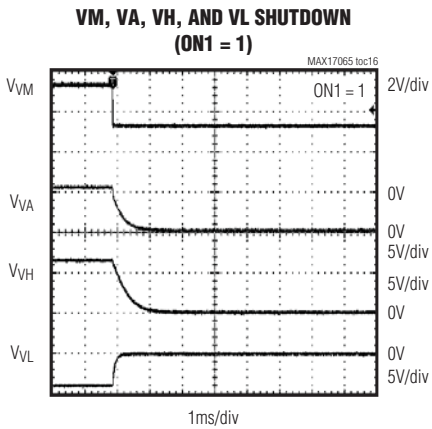 VM, VA, VH, AND VL SHUTDOWN
(ON1 = 1)
MAX17065 toc16
VVM
ON1 = 1
2V/div
T
0V
VVA
0V
5V/div
VVH
5V/div
0V
VVL
0V
5V/div
1ms/div